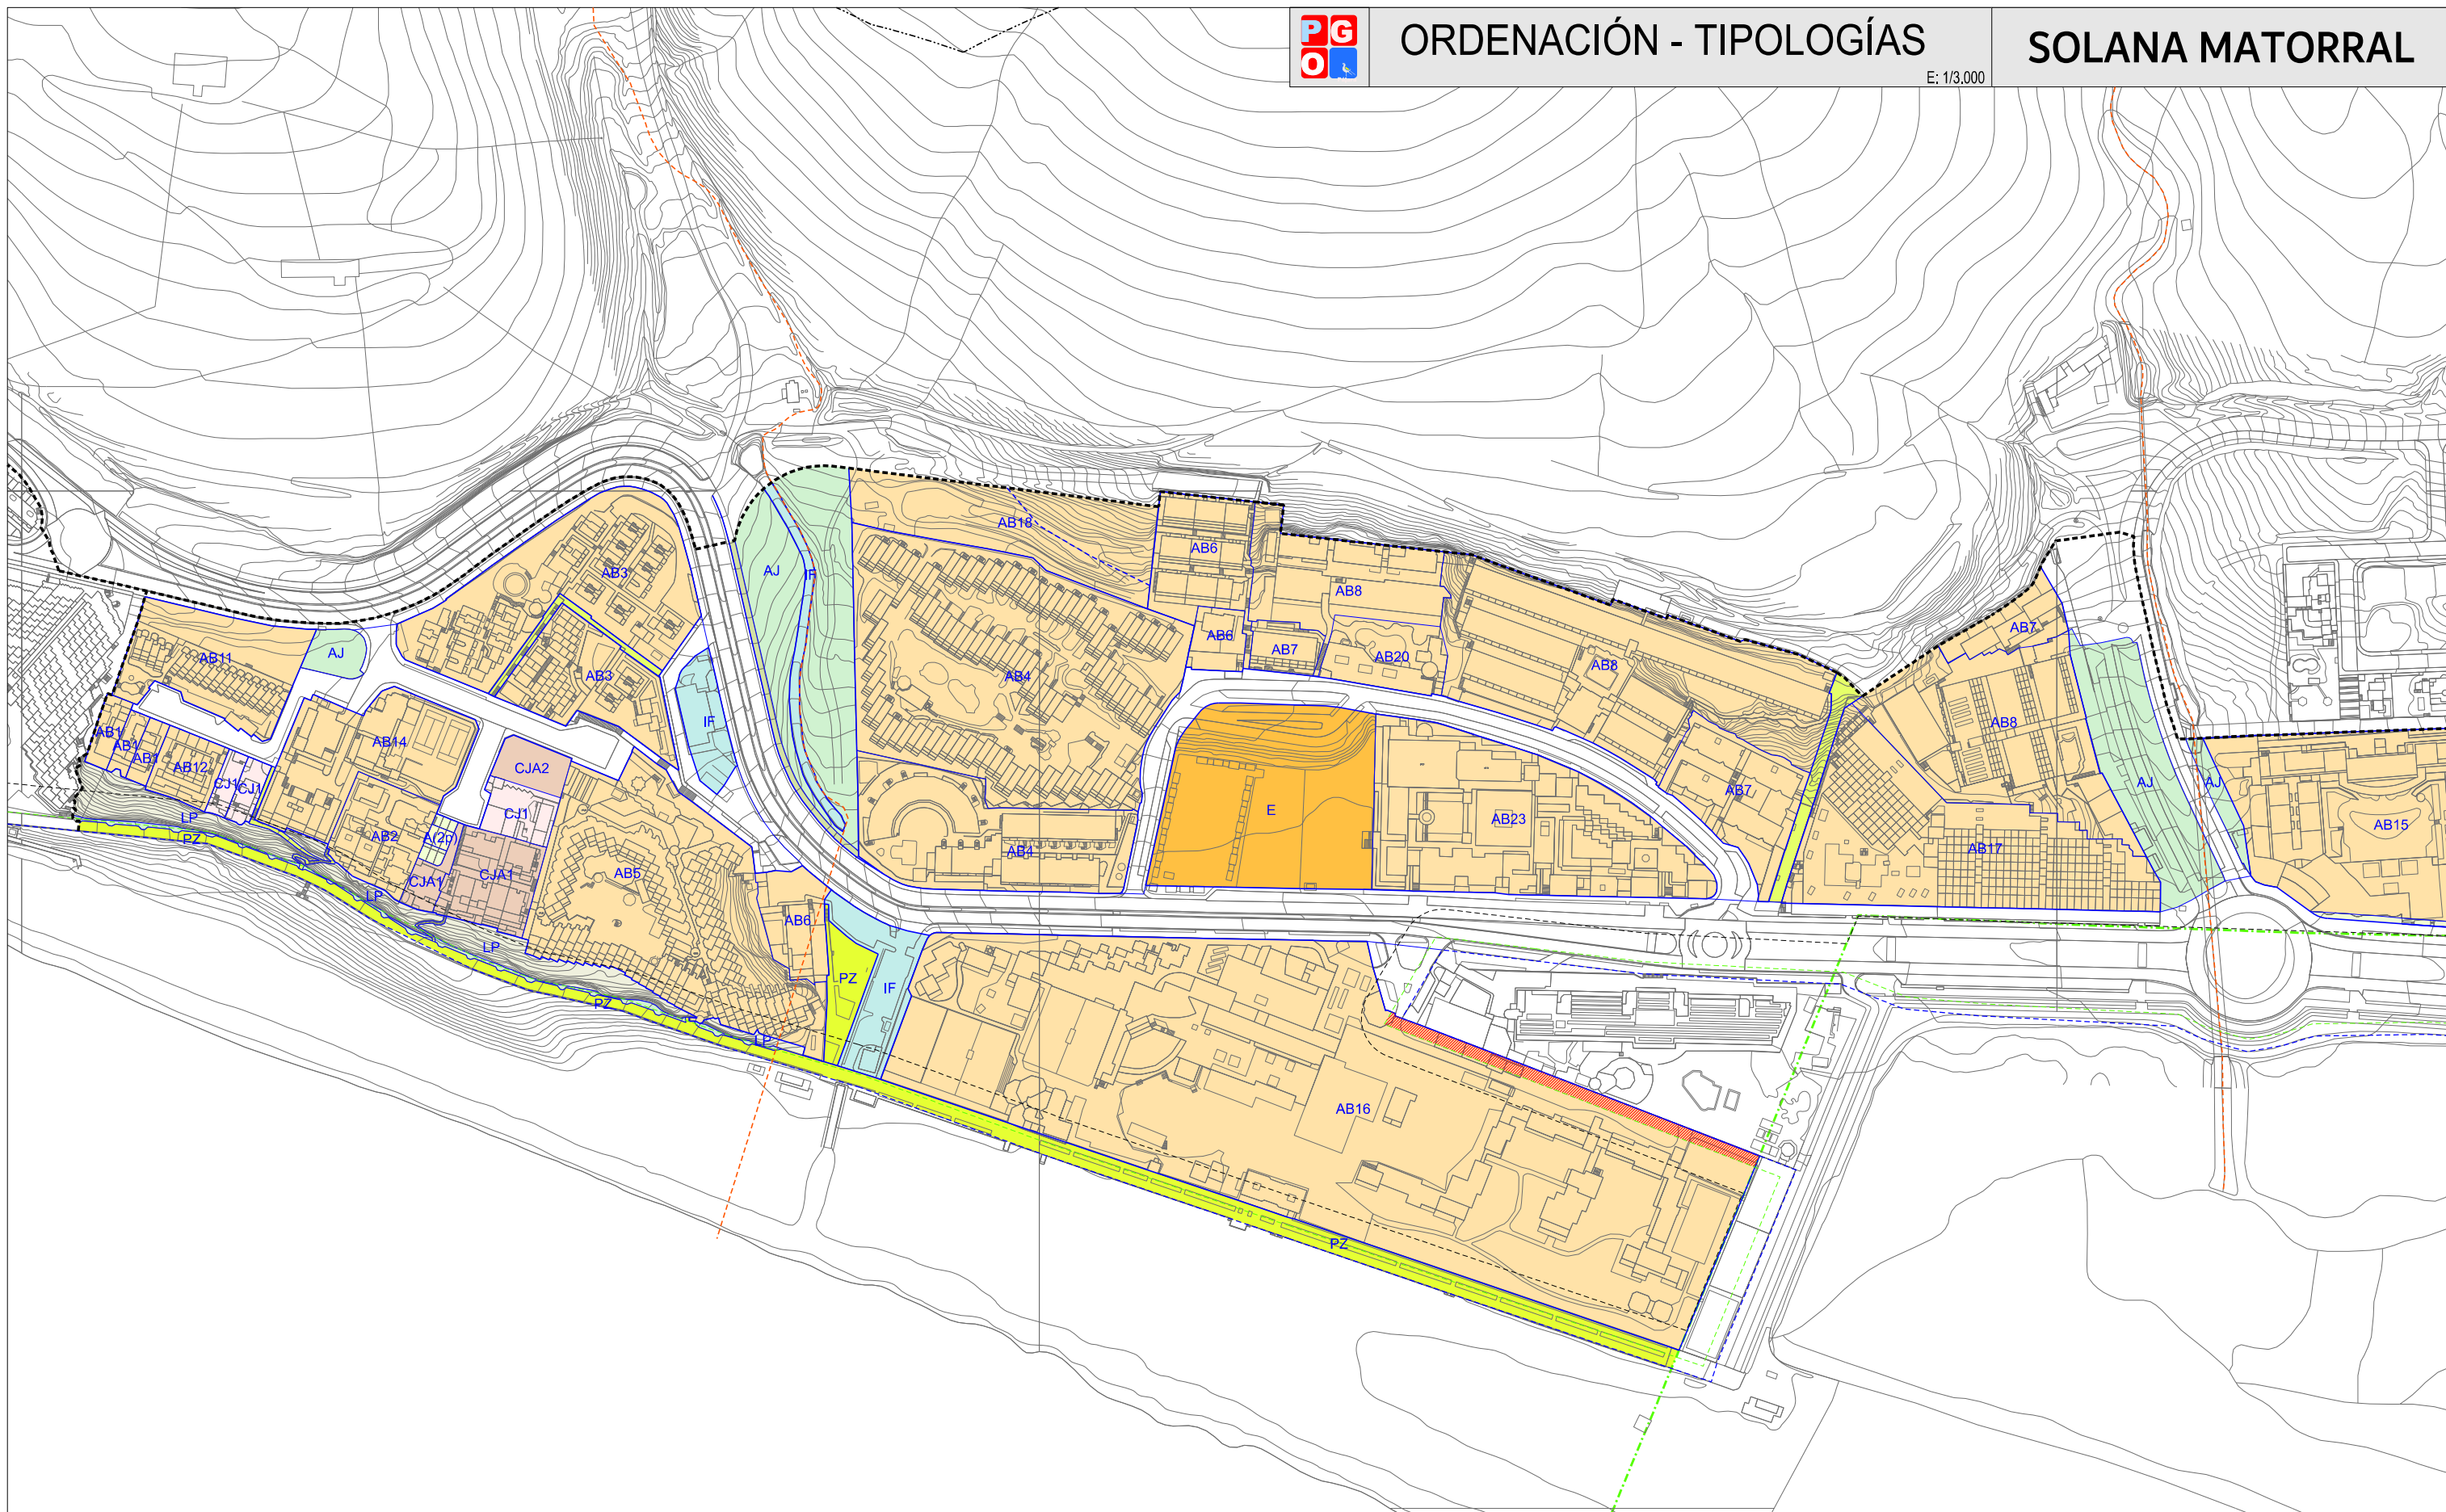 PGO
ORDENACIÓN - TIPOLOGÍAS
E: 1/3.000
SOLANA MATORRAL
AB18
AB6
AB3
AJ
IF
AB8
AB7
AB6
AB7
AB20
AB11
AJ
AB3
AB4
AB8
IF
AB1
AB1
AB1
AB12
CJ1
CJ1
AB14
CJA2
CJ1
AB8
AJ
AJ
AB7
E
AB23
AB15
LP
PZ
AB2
A(2p)
CJA1
CJA1
AB5
AB4
AB17
LP
LP
AB6
PZ
IF
PZ
LP
AB16
PZ